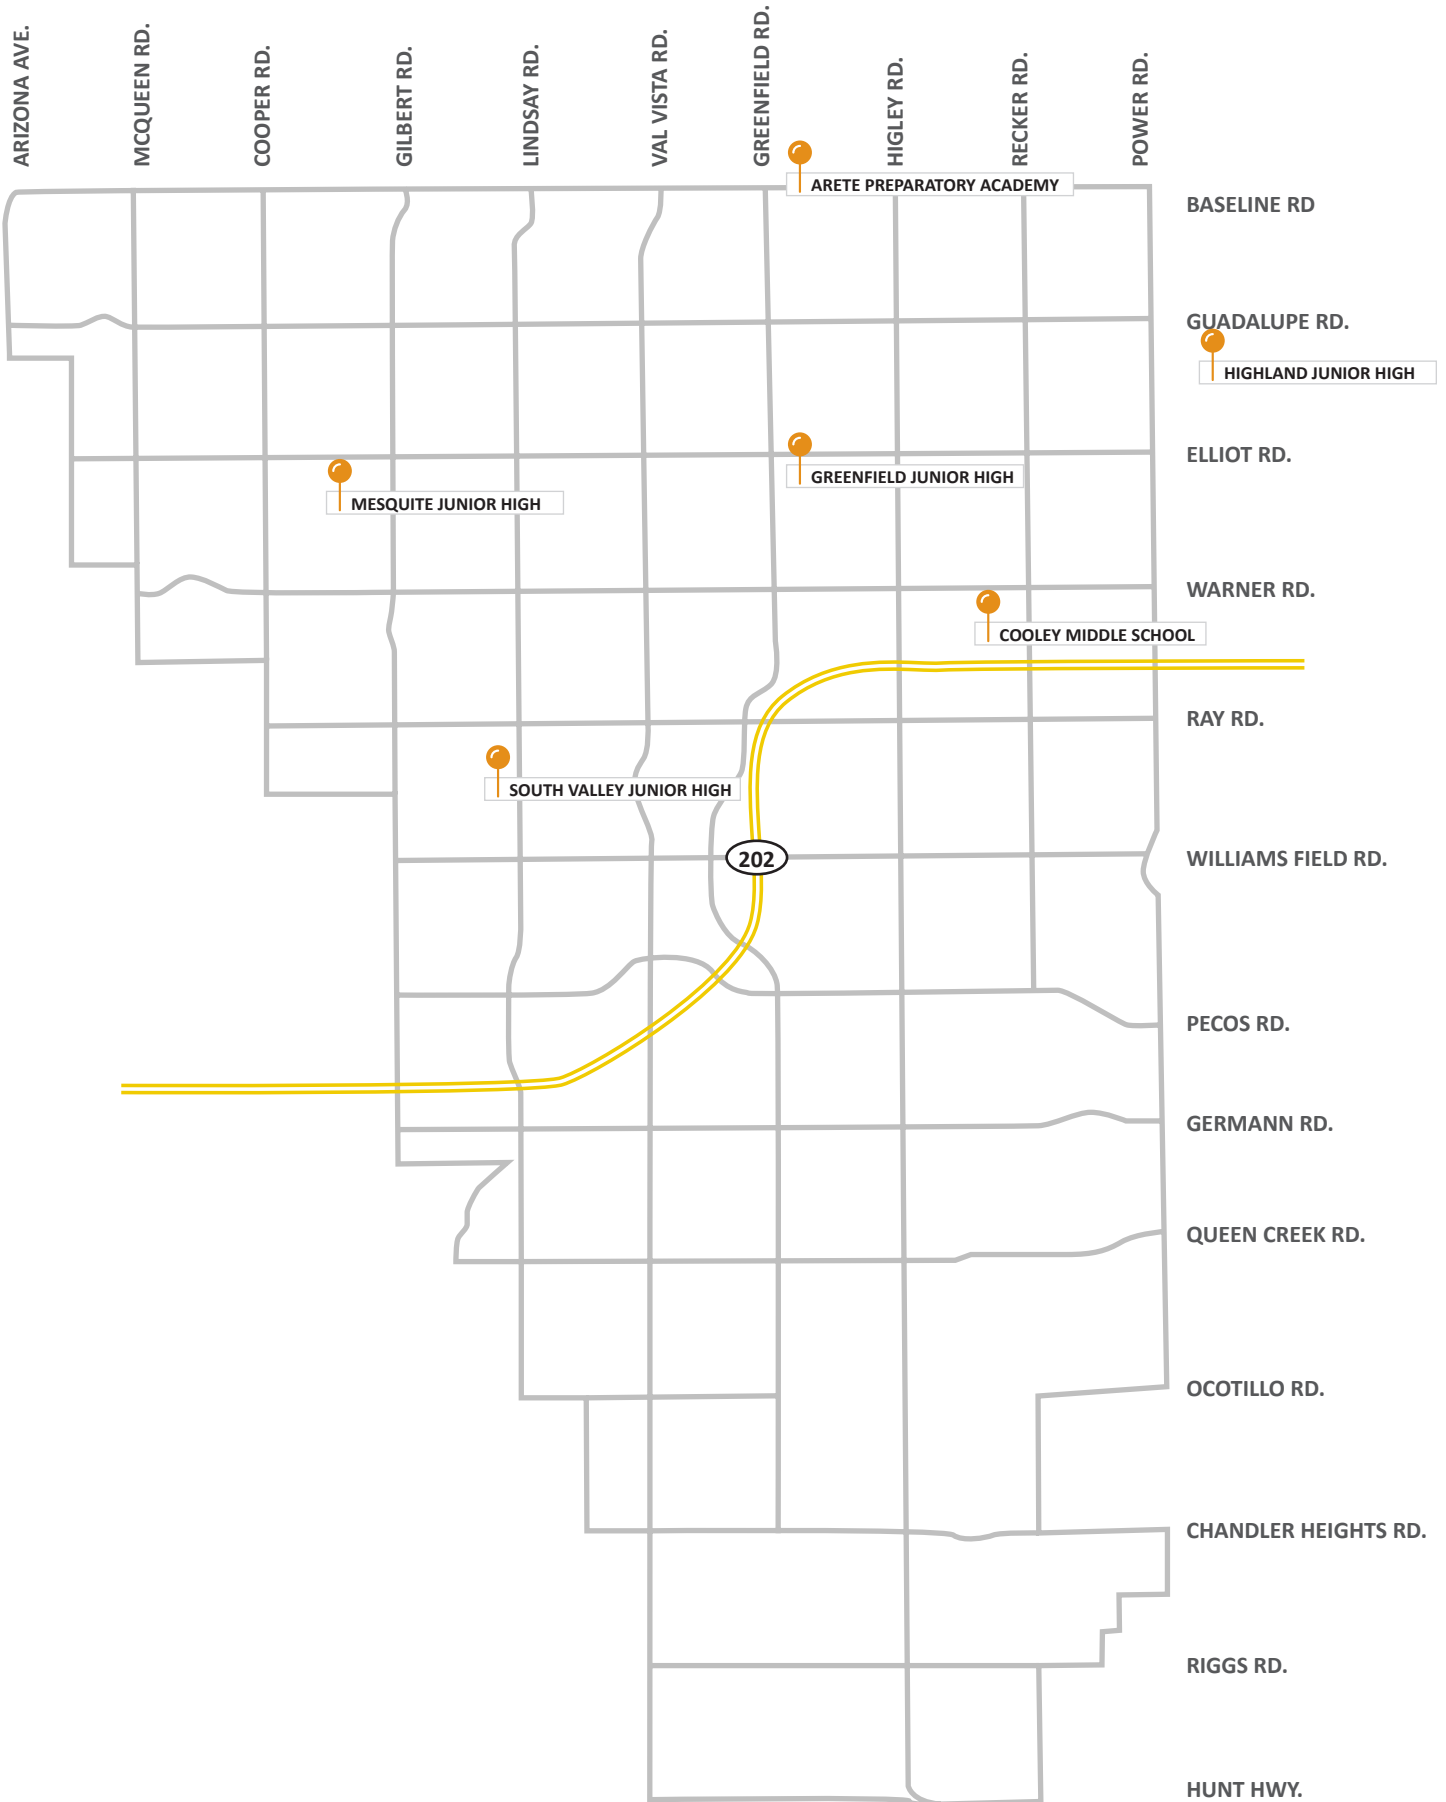 ARIZONA AVE.
MCQUEEN RD.
COOPER RD.
GILBERT RD.
LINDSAY RD.
VAL VISTA RD.
GREENFIELD RD.
HIGLEY RD.
RECKER RD.
POWER RD.
ARETE PREPARATORY ACADEMY
BASELINE RD
GUADALUPE RD.
HIGHLAND JUNIOR HIGH
ELLIOT RD.
GREENFIELD JUNIOR HIGH
MESQUITE JUNIOR HIGH
WARNER RD.
COOLEY MIDDLE SCHOOL
RAY RD.
SOUTH VALLEY JUNIOR HIGH
202
WILLIAMS FIELD RD.
PECOS RD.
GERMANN RD.
QUEEN CREEK RD.
OCOTILLO RD.
CHANDLER HEIGHTS RD.
RIGGS RD.
HUNT HWY.